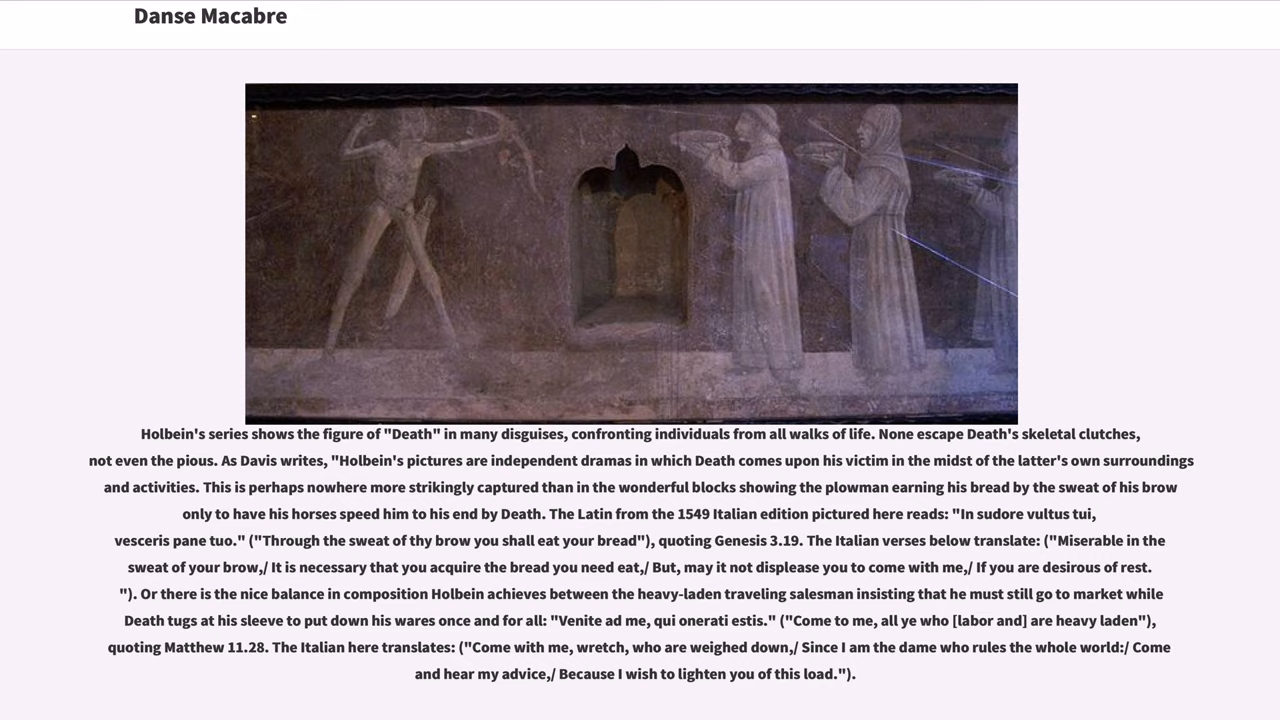 Danse Macabre
Holbein's series shows the figure of "Death" in many disguises, confronting individuals from all walks of life. None escape Death's skeletal clutches,
not even the pious. As Davis writes, "Holbein's pictures are independent dramas in which Death comes upon his victim in the midst of the latter's own surroundings
and activities. This is perhaps nowhere more strikingly captured than in the wonderful blocks showing the plowman earning his bread by the sweat of his brow
only to have his horses speed him to his end by Death. The Latin from the 1549 Italian edition pictured here reads: "In sudore vultus tui,
vesceris pane tuo." ("Through the sweat of thy brow you shall eat your bread"), quoting Genesis 3.19. The Italian verses below translate: ("Miserable in the
sweat of your brow,/ It is necessary that you acquire the bread you need eat,/ But, may it not displease you to come with me,/ If you are desirous of rest.
"). Or there is the nice balance in composition Holbein achieves between the heavy-laden traveling salesman insisting that he must still go to market while
Death tugs at his sleeve to put down his wares once and for all: "Venite ad me, qui onerati estis." ("Come to me, all ye who [labor and] are heavy laden"),
quoting Matthew 11.28. The Italian here translates: ("Come with me, wretch, who are weighed down,/ Since I am the dame who rules the whole world:/ Come
and hear my advice,/ Because I wish to lighten you of this load.").